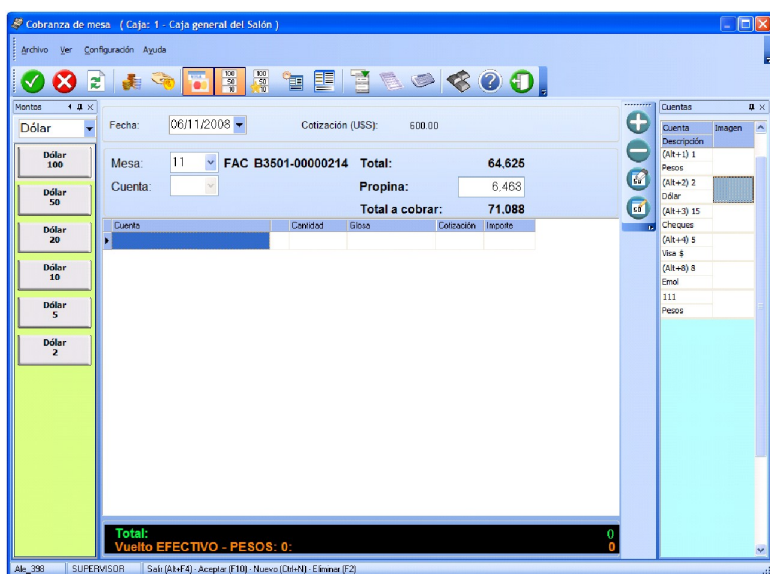 Cobranza de mesa ( Caja: 1 - Caja general del Salón )
Archivo Ver Configuración Ayuda
Montos
Dólar
Dólar
100
Dólar
50
Dólar
20
Dólar
10
Dólar
5
Dólar
2
Fecha: 06/11/2008 Cotización (U$S): 600.00
Mesa: 11 FAC B3501-00000214 Total: 64,625
Cuenta: Propina: 6,463
Total a cobrar: 71,088
Cuenta Cantidad Glosa Cotización Importe
Cuentas
Cuenta Imagen
Descripción
(Alt+1) 1
Pesos
(Alt+2) 2
Dólar
(Alt+3) 15
Cheques
(Alt+4) 5
Visa $
(Alt+8) 8
Emol
111
Pesos
Total: 0
Vuelto EFECTIVO - PESOS: 0: 0
Ale_398 SUPERVISOR Salir (Alt+F4) - Aceptar (F10) - Nuevo (Ctrl+N) - Eliminar (F2)